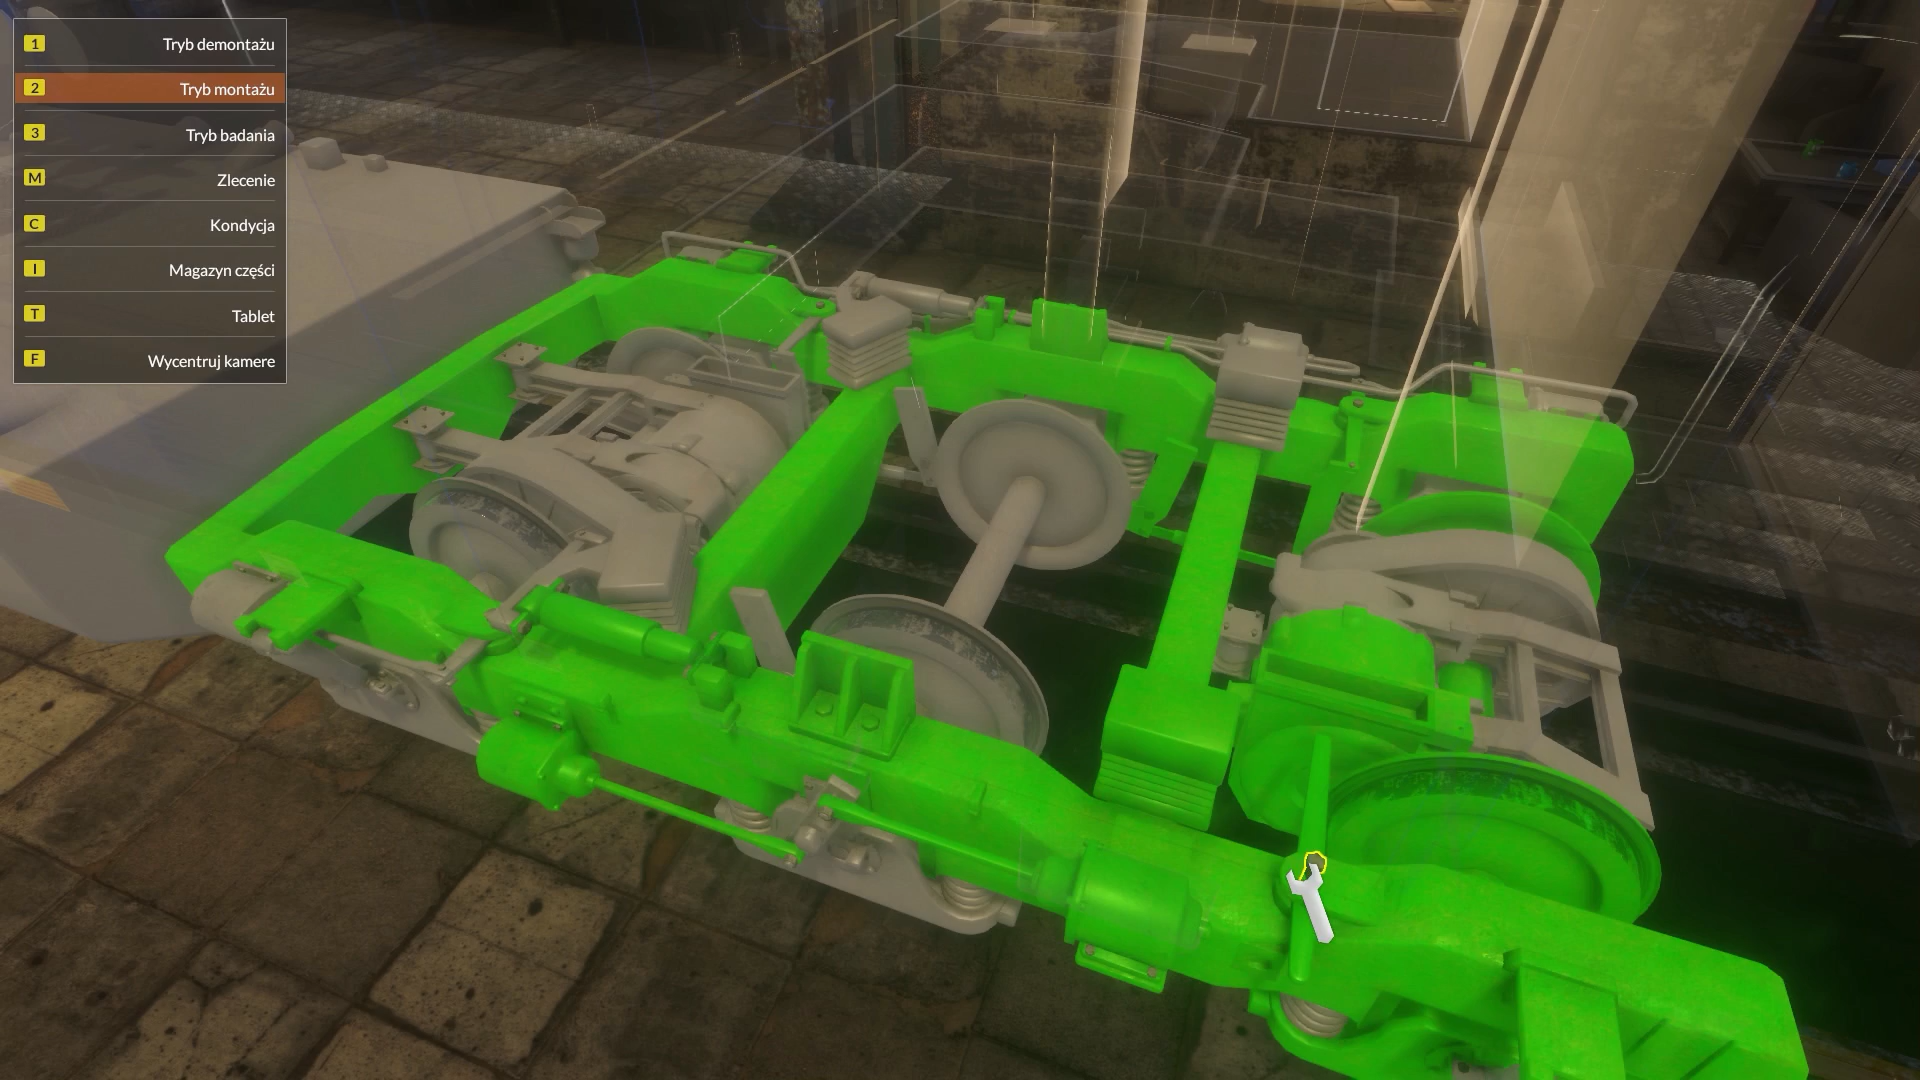 1 Tryb demontażu
2 Tryb montażu
3 Tryb badania
M Zlecenie
C Kondycja
I Magazyn części
T Tablet
F Wycentruj kamere